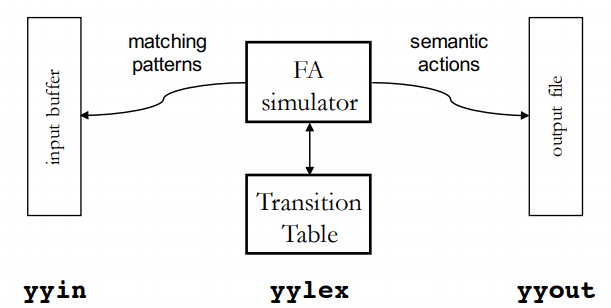 matching
patterns
semantic
actions
input buffer
FA
simulator
output file
Transition
Table
yyin
yylex
yyout